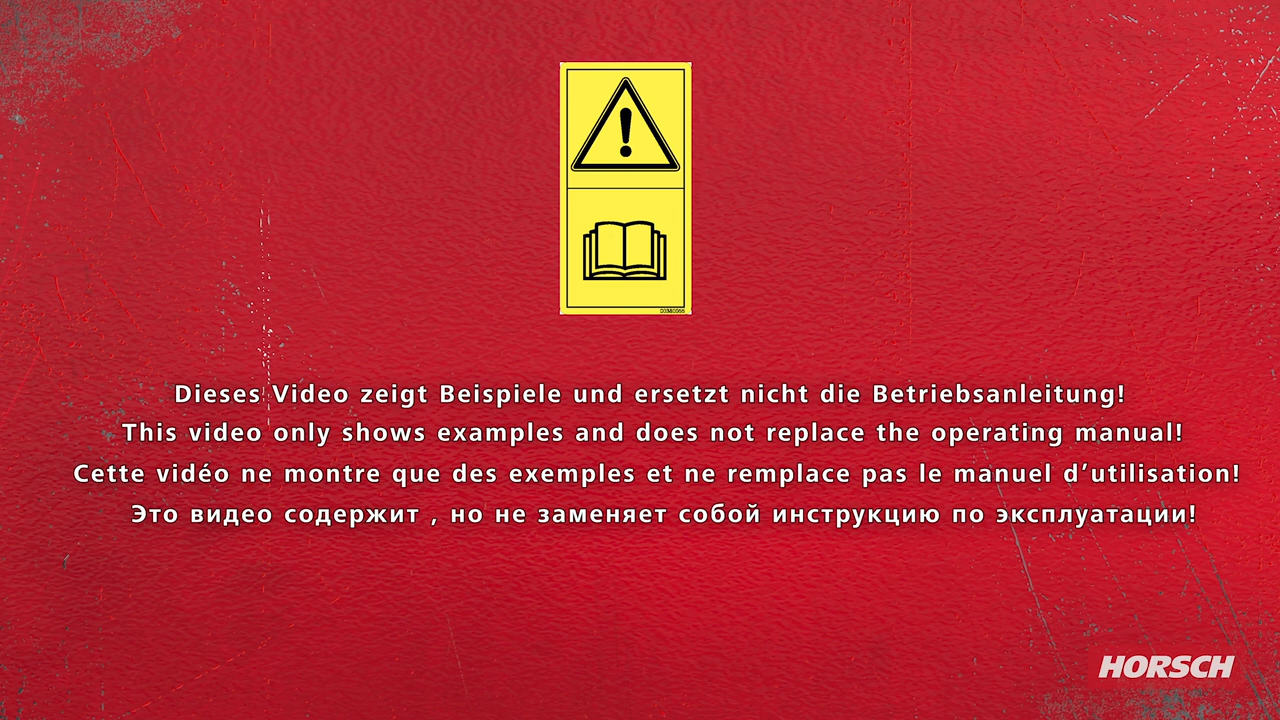 Dieses Video zeigt Beispiele und ersetzt nicht die Betriebsanleitung!
This video only shows examples and does not replace the operating manual!
Cette vidéo ne montre que des exemples et ne remplace pas le manuel d’utilisation!
Это видео содержит , но не заменяет собой инструкцию по эксплуатации!
HORSCH